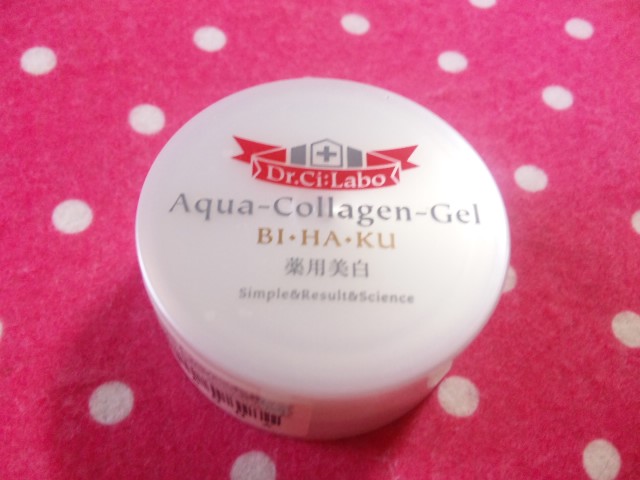 Dr.Ci:Labo
Aqua-Collagen-Gel
BI・HA・KU
薬用美白
Simple&Result&Science